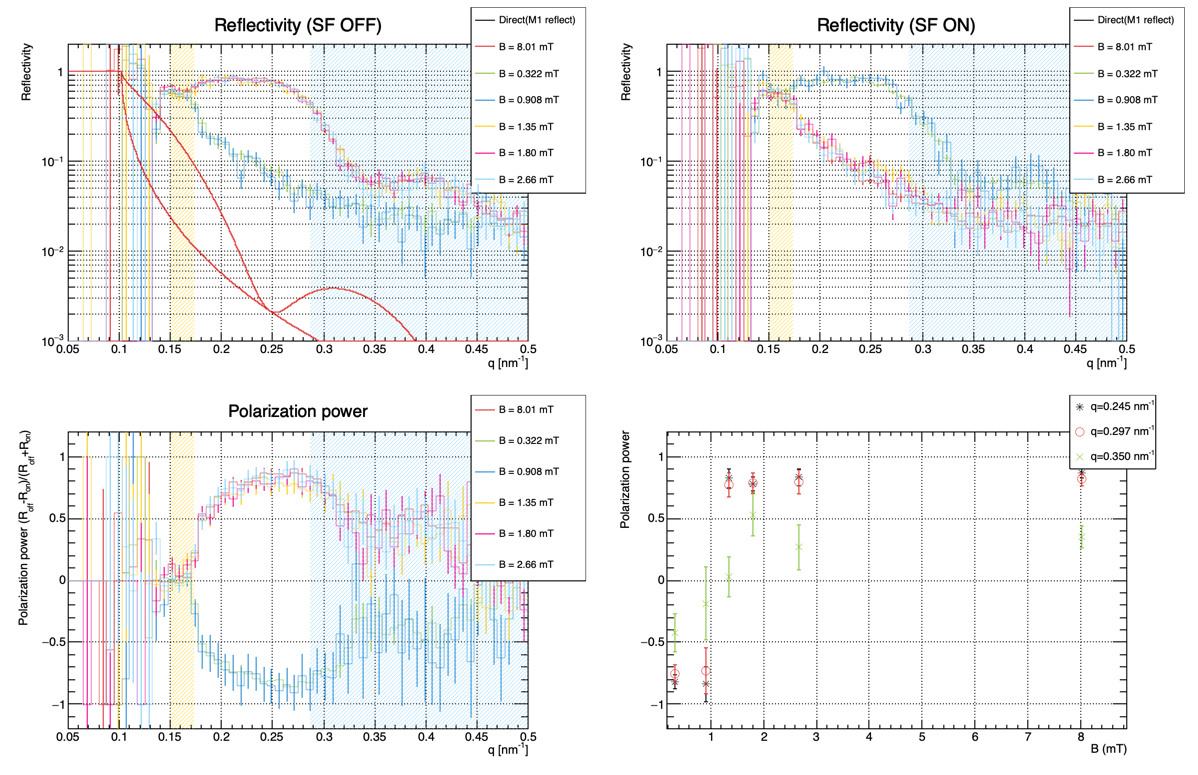 Reflectivity (SF OFF)
Reflectivity
1
10⁻¹
10⁻²
10⁻³
0.05 0.1 0.15 0.2 0.25 0.3 0.35 0.4 0.45 0.5
q [nm⁻¹]
Direct(M1 reflect)
B = 8.01 mT
B = 0.322 mT
B = 0.908 mT
B = 1.35 mT
B = 1.80 mT
B = 2.66 mT
Reflectivity (SF ON)
Reflectivity
1
10⁻¹
10⁻²
10⁻³
0.05 0.1 0.15 0.2 0.25 0.3 0.35 0.4 0.45 0.5
q [nm⁻¹]
Direct(M1 reflect)
B = 8.01 mT
B = 0.322 mT
B = 0.908 mT
B = 1.35 mT
B = 1.80 mT
B = 2.66 mT
Polarization power
Polarization power (R_off-R_on)/(R_off+R_on)
1
0.5
0
−0.5
−1
0.05 0.1 0.15 0.2 0.25 0.3 0.35 0.4 0.45 0.5
q [nm⁻¹]
B = 8.01 mT
B = 0.322 mT
B = 0.908 mT
B = 1.35 mT
B = 1.80 mT
B = 2.66 mT
Polarization power
1
0.5
0
−0.5
−1
1 2 3 4 5 6 7 8
B (mT)
q=0.245 nm⁻¹
q=0.297 nm⁻¹
q=0.350 nm⁻¹